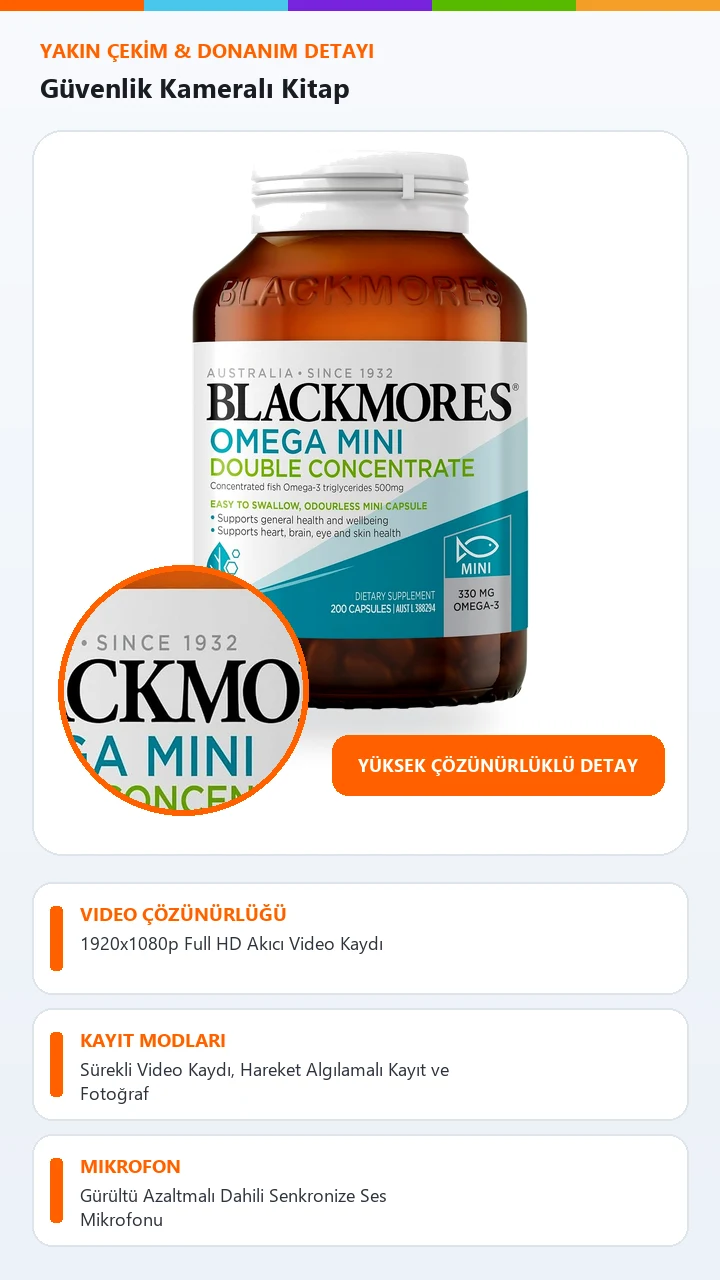 YAKIN ÇEKİM & DONANIM DETAYI
Güvenlik Kameralı Kitap
BLACKMORES
AUSTRALIA • SINCE 1932
BLACKMORES®
OMEGA MINI
DOUBLE CONCENTRATE
Concentrated fish Omega-3 triglycerides 500mg
EASY TO SWALLOW, ODOURLESS MINI CAPSULE
• Supports general health and wellbeing
• Supports heart, brain, eye and skin health
MINI
330 MG
OMEGA-3
DIETARY SUPPLEMENT
200 CAPSULES | AUST L 388294
• SINCE 1932
CKMO
GA MINI
CONCEN
YÜKSEK ÇÖZÜNÜRLÜKLÜ DETAY
VIDEO ÇÖZÜNÜRLÜĞÜ
1920x1080p Full HD Akıcı Video Kaydı
KAYIT MODLARI
Sürekli Video Kaydı, Hareket Algılamalı Kayıt ve
Fotoğraf
MIKROFON
Gürültü Azaltmalı Dahili Senkronize Ses
Mikrofonu